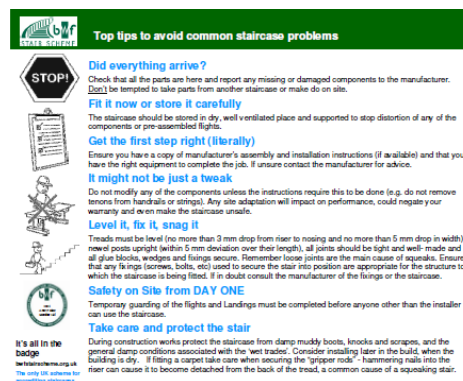 bwf
STAIR SCHEME
Top tips to avoid common staircase problems
STOP!
Did everything arrive?
Check that all the parts are here and report any missing or damaged components to the manufacturer.
Don't be tempted to take parts from another staircase or make do on site.
Fit it now or store it carefully
The staircase should be stored in dry, well ventilated place and supported to stop distortion of any of the
components or pre-assembled flights.
Get the first step right (literally)
Ensure you have a copy of manufacturer's assembly and installation instructions (if available) and that you
have the right equipment to complete the job. If unsure contact the manufacturer for advice.
It might not be just a tweak
Do not modify any of the components unless the instructions require this to be done (e.g. do not remove
tenons from handrails or strings). Any site adaptation will impact on performance, could negate your
warranty and even make the staircase unsafe.
Level it, fix it, snag it
Treads must be level (no more than 3 mm drop from riser to nosing and no more than 5 mm drop in width)
newel posts upright (within 5 mm deviation over their length), all joints should be tight and well- made and
all glue blocks, wedges and fixings secure. Remember loose joints are the main cause of squeaks. Ensure
that any fixings (screws, bolts, etc) used to secure the stair into position are appropriate for the structure to
which the staircase is being fitted. If in doubt consult the manufacturer of the fixings or the staircase.
bwf
Safety on Site from DAY ONE
Temporary guarding of the flights and Landings must be completed before anyone other than the installer
can use the staircase.
Take care and protect the stair
During construction works protect the staircase from damp muddy boots, knocks and scrapes, and the
general damp conditions associated with the 'wet trades'. Consider installing later in the build, when the
building is dry. If fitting a carpet take care when securing the "gripper rods" - hammering nails into the
riser can cause it to become detached from the back of the tread, a common cause of a squeaking stair.
It's all in the
badge
bwfstairscheme.org.uk
The only UK scheme for